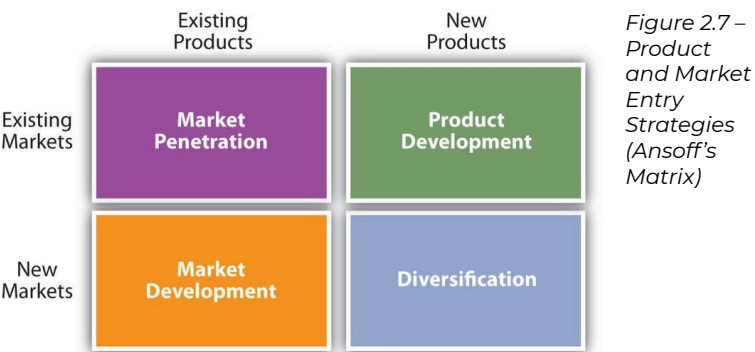 Existing
Products
New
Products
Existing
Markets
Market
Penetration
Product
Development
New
Markets
Market
Development
Diversification
Figure 2.7 –
Product
and Market
Entry
Strategies
(Ansoff’s
Matrix)